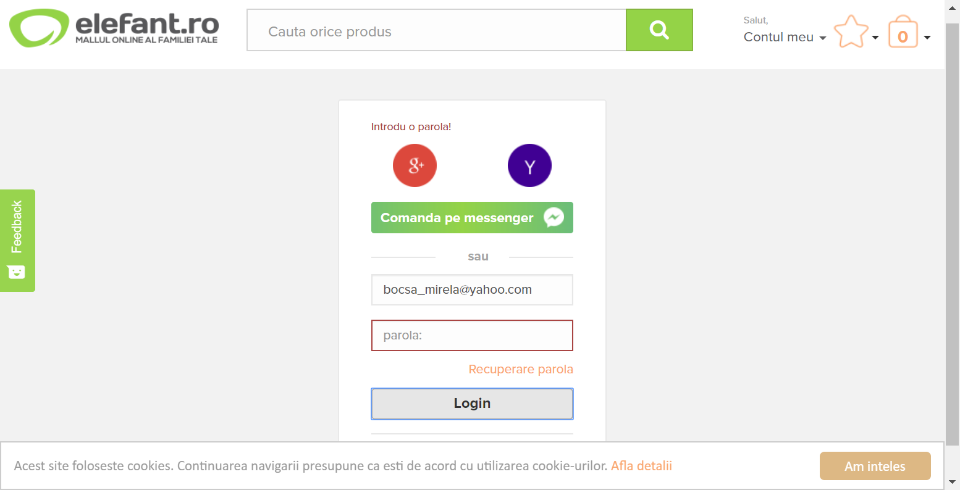 elefant.ro
MALLUL ONLINE AL FAMILIEI TALE
Cauta orice produs
Salut,
Contul meu
0
Introdu o parola!
g+
Y
Comanda pe messenger
sau
bocsa_mirela@yahoo.com
parola:
Recuperare parola
Login
Feedback
Acest site foloseste cookies. Continuarea navigarii presupune ca esti de acord cu utilizarea cookie-urilor. Afla detalii
Am inteles